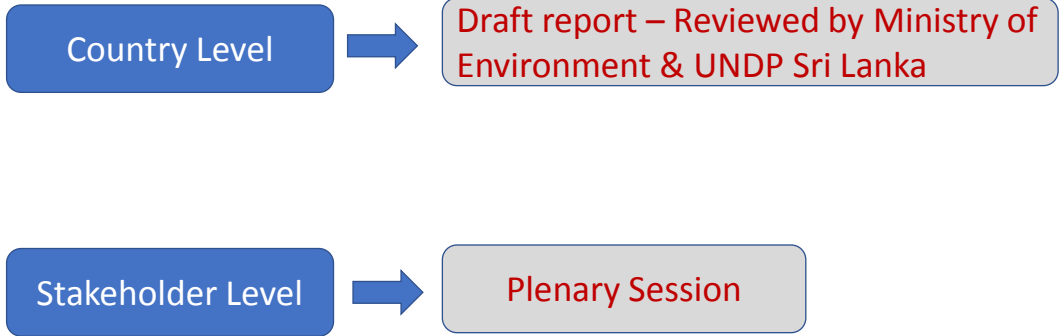 Country Level
Draft report – Reviewed by Ministry of
Environment & UNDP Sri Lanka
Stakeholder Level
Plenary Session